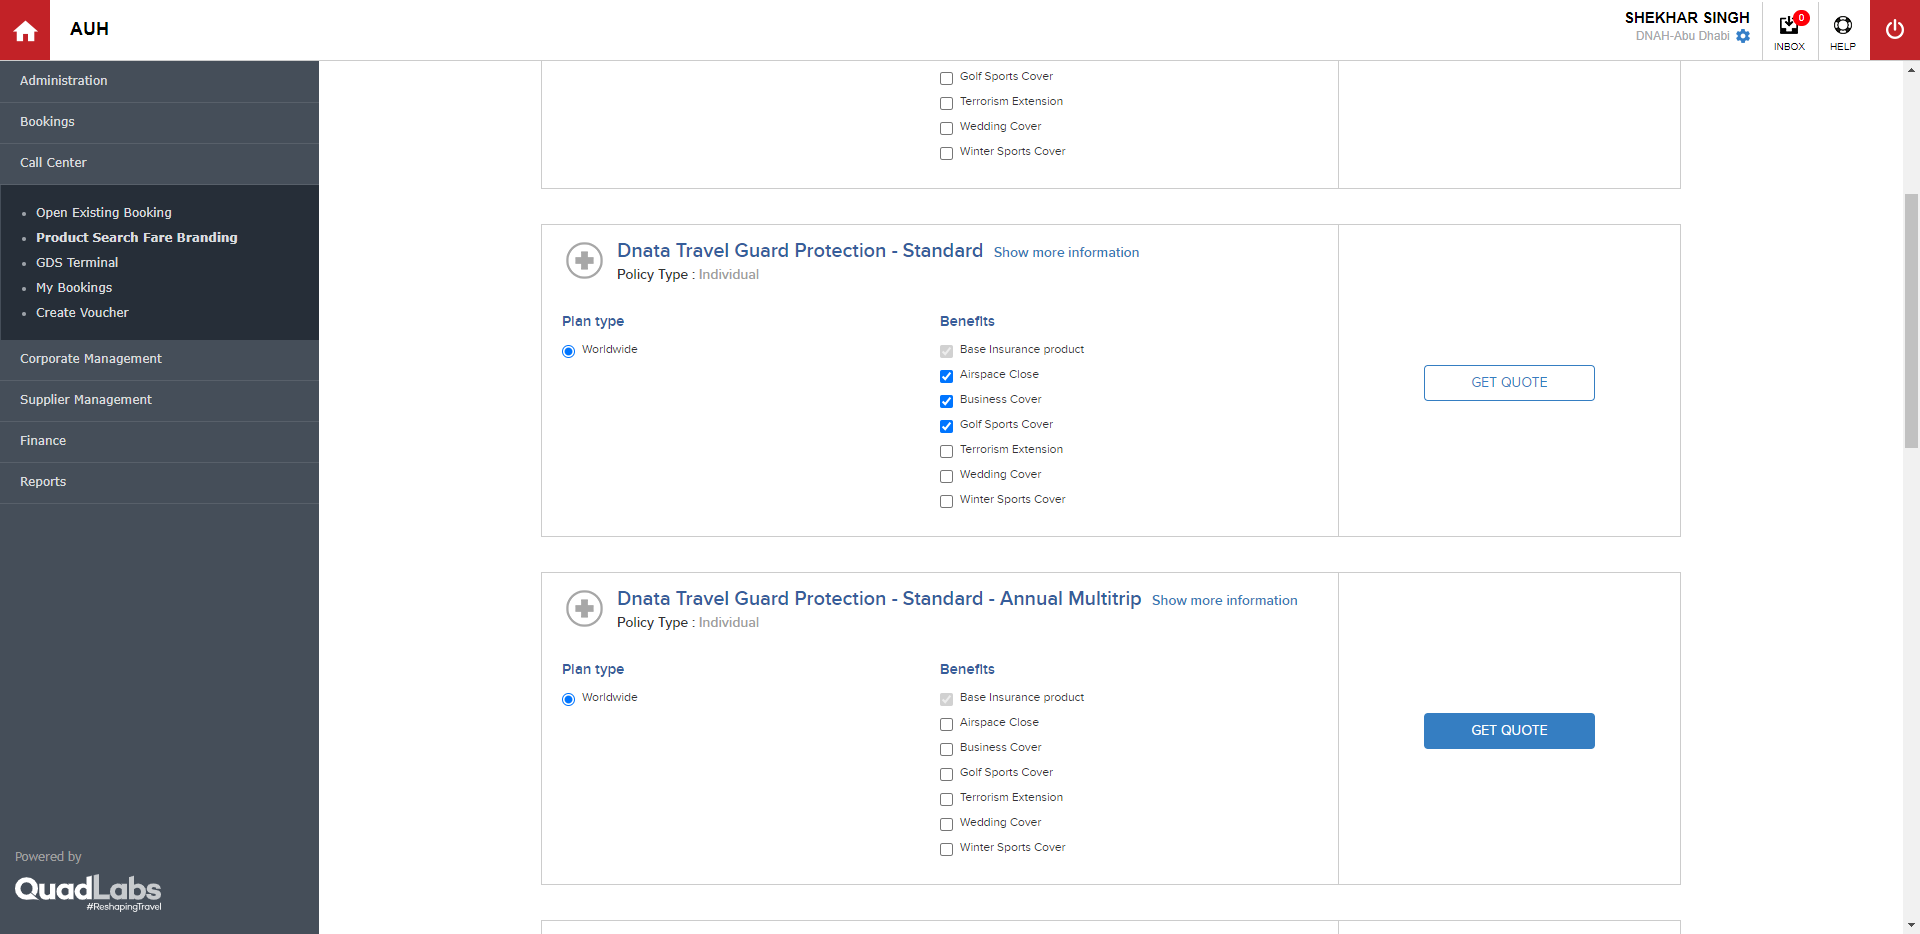 AUH
SHEKHAR SINGH
DNAH-Abu Dhabi
0
INBOX
HELP
Administration
Bookings
Call Center
Open Existing Booking
Product Search Fare Branding
GDS Terminal
My Bookings
Create Voucher
Corporate Management
Supplier Management
Finance
Reports
Powered by
QuadLabs
#ReshapingTravel
Golf Sports Cover
Terrorism Extension
Wedding Cover
Winter Sports Cover
Dnata Travel Guard Protection - Standard Show more information
Policy Type : Individual
Plan type
Worldwide
Benefits
Base Insurance product
Airspace Close
Business Cover
Golf Sports Cover
Terrorism Extension
Wedding Cover
Winter Sports Cover
GET QUOTE
Dnata Travel Guard Protection - Standard - Annual Multitrip Show more information
Policy Type : Individual
Plan type
Worldwide
Benefits
Base Insurance product
Airspace Close
Business Cover
Golf Sports Cover
Terrorism Extension
Wedding Cover
Winter Sports Cover
GET QUOTE